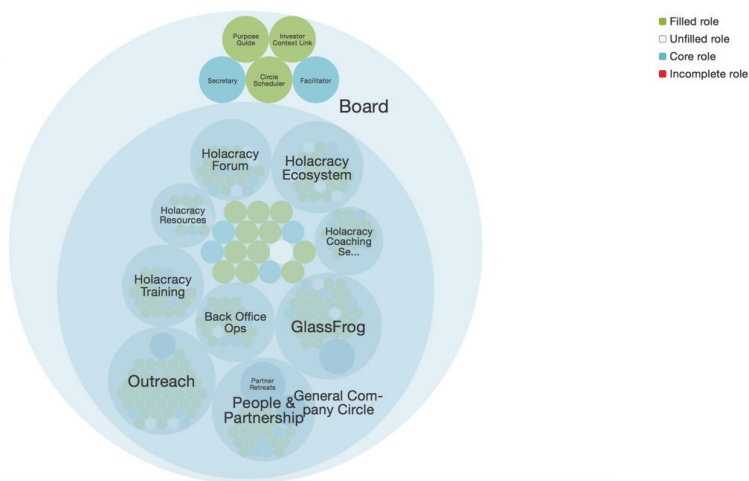 Filled role
Unfilled role
Core role
Incomplete role
Purpose
Guide
Investor
Context Link
Secretary
Circle
Scheduler
Facilitator
Board
Holacracy
Forum
Holacracy
Ecosystem
Holacracy
Resources
Holacracy
Coaching
Se...
Holacracy
Training
Back Office
Ops
GlassFrog
Outreach
Partner
Retreats
People &
Partnership
General Com-
pany Circle